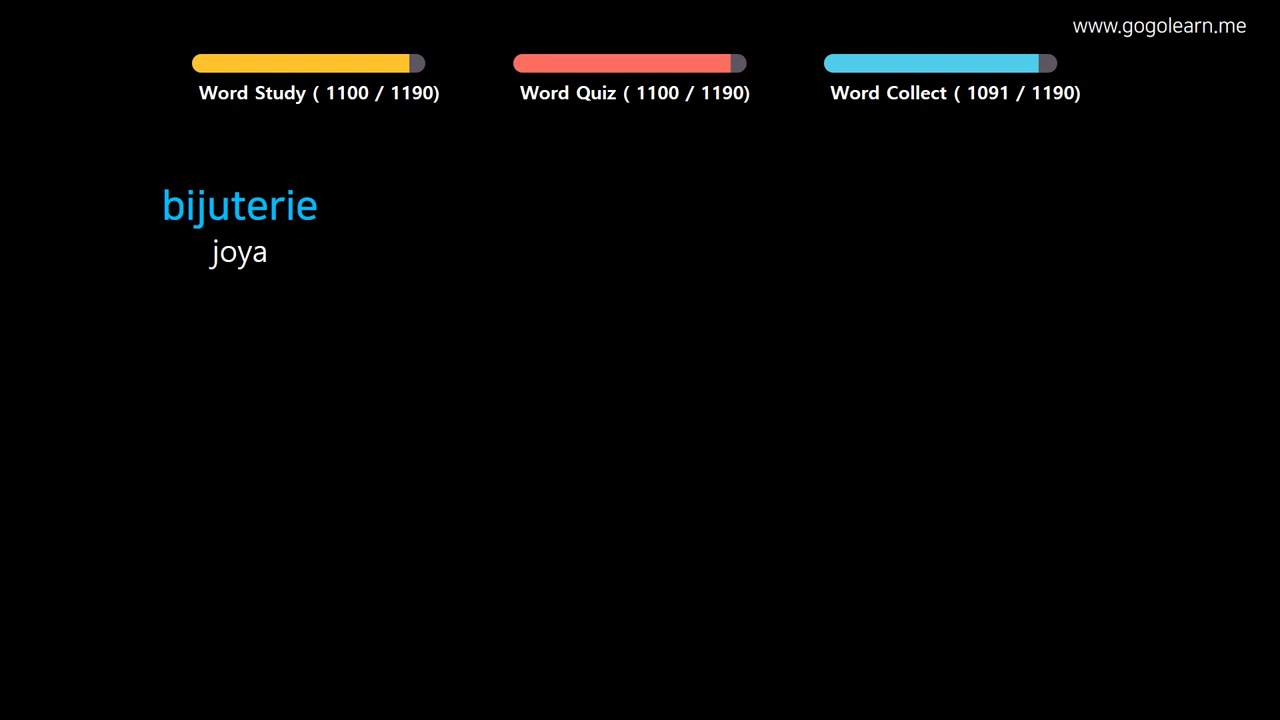 www.gogolearn.me
Word Study ( 1100 / 1190)
Word Quiz ( 1100 / 1190)
Word Collect ( 1091 / 1190)
bijuterie
joya